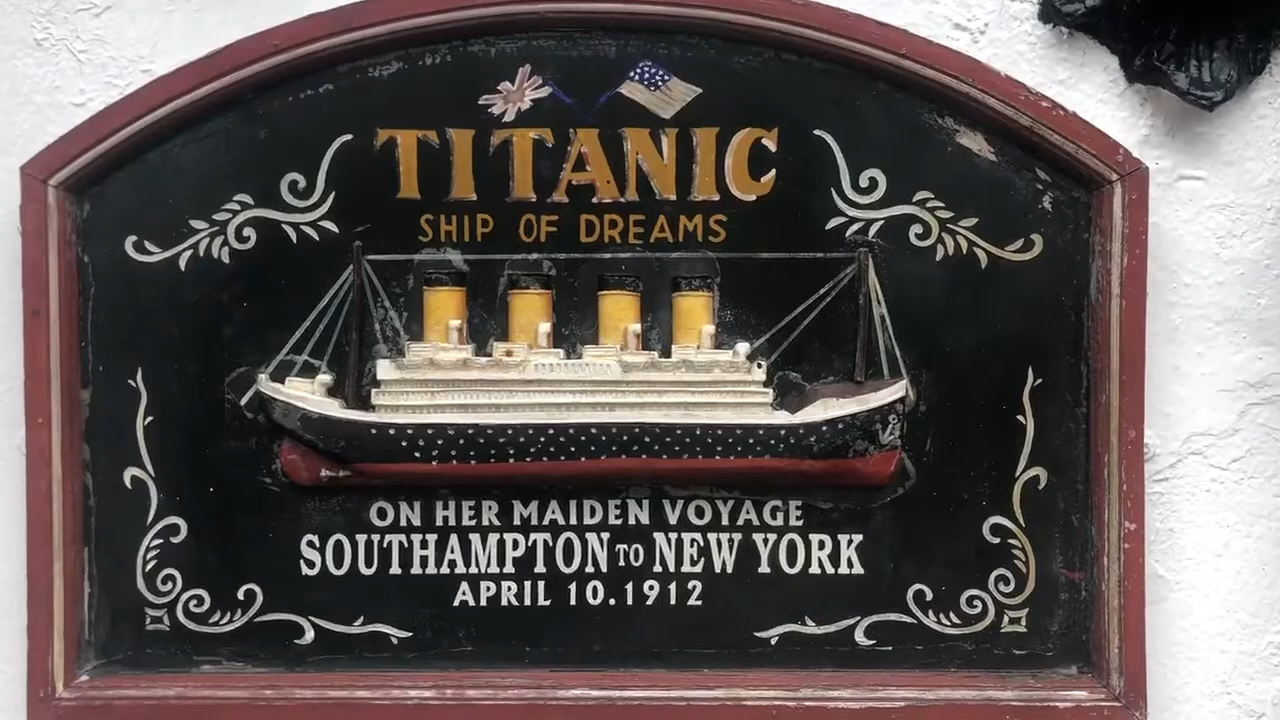 TITANIC
SHIP OF DREAMS
ON HER MAIDEN VOYAGE
SOUTHAMPTON TO NEW YORK
APRIL 10.1912